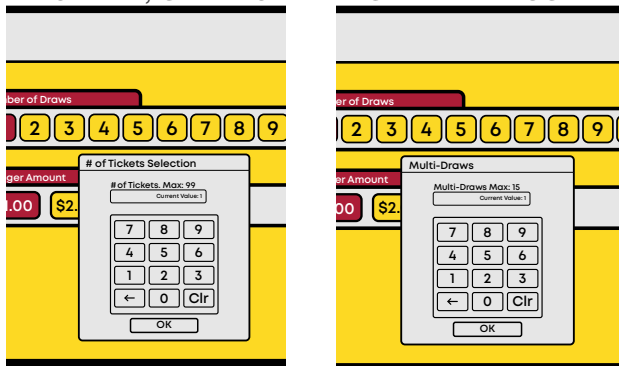 ber of Draws
2 3 4 5 6 7 8 9
# of Tickets Selection
ger Amount
# of Tickets. Max: 99
Current Value: 1
.00 $2.
7 8 9
4 5 6
1 2 3
← 0 Clr
OK
er of Draws
2 3 4 5 6 7 8 9
Multi-Draws
er Amount
Multi-Draws Max: 15
Current Value: 1
00 $2.
7 8 9
4 5 6
1 2 3
← 0 Clr
OK